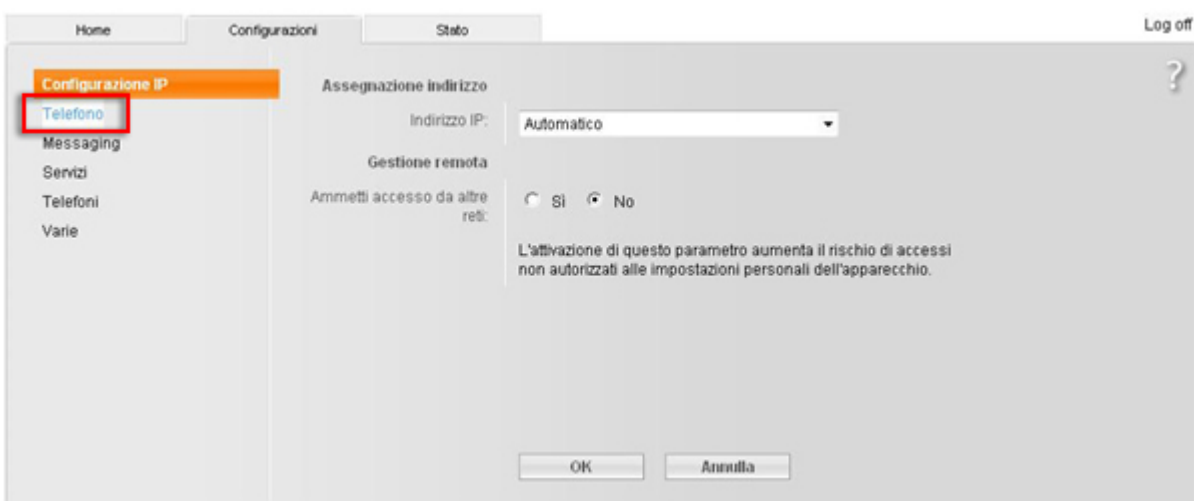 Home
Configurazioni
Stato
Log off
Configurazione IP
Telefono
Messaging
Servizi
Telefoni
Varie
?
Assegnazione indirizzo
Indirizzo IP:
Automatico
Gestione remota
Ammetti accesso da altre
reti:
Sì
No
L'attivazione di questo parametro aumenta il rischio di accessi
non autorizzati alle impostazioni personali dell'apparecchio.
OK
Annulla